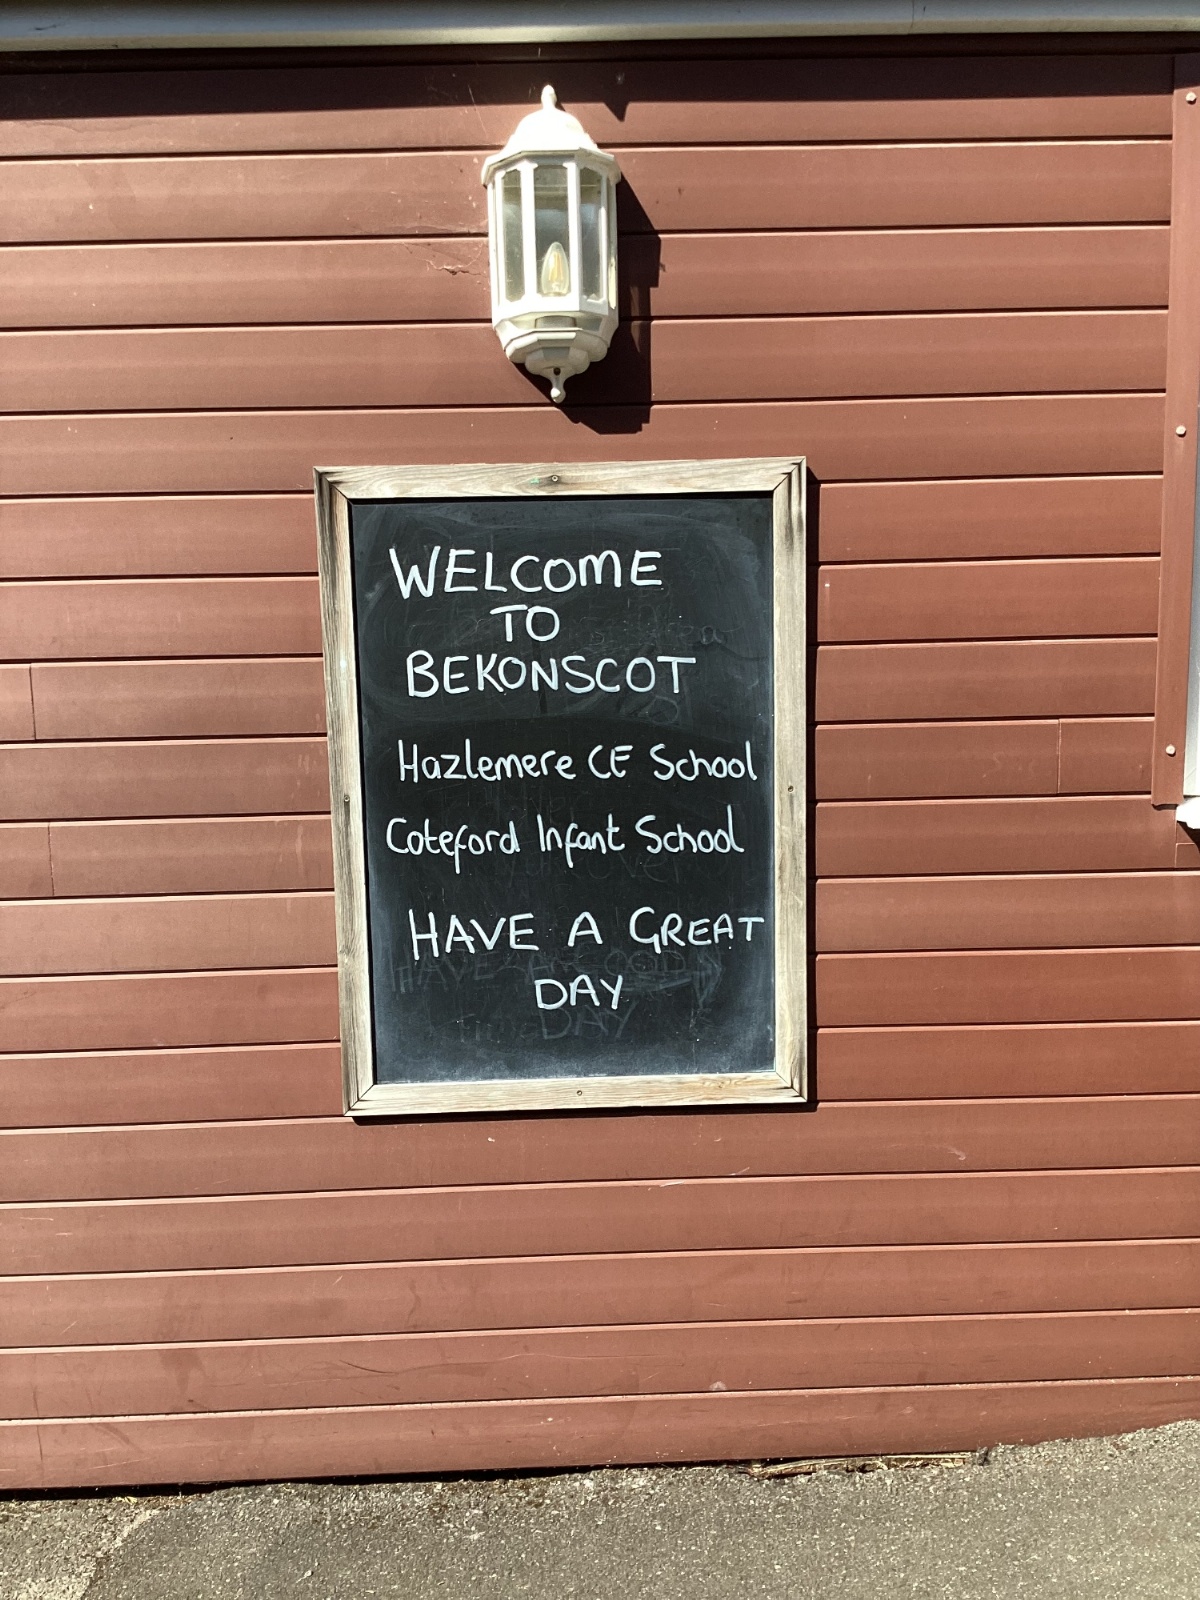 WELCOME
TO
BEKONSCOT
Hazlemere CE School
Coteford Infant School
HAVE A GREAT
DAY